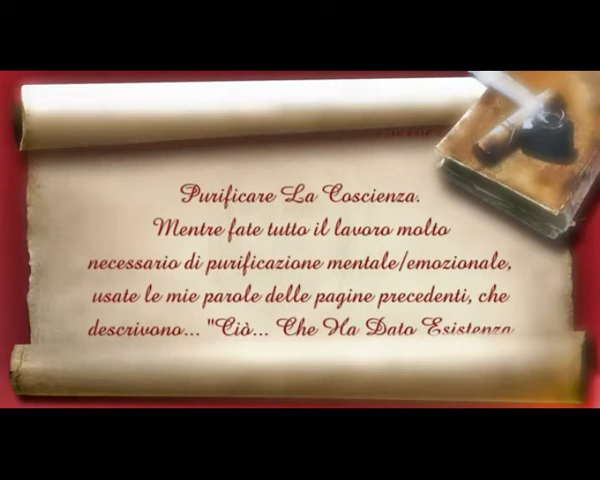 Purificare La Coscienza.
Mentre fate tutto il lavoro molto
necessario di purificazione mentale/emozionale,
usate le mie parole delle pagine precedenti, che
descrivono... "Ciò... Che Ha Dato Esistenza